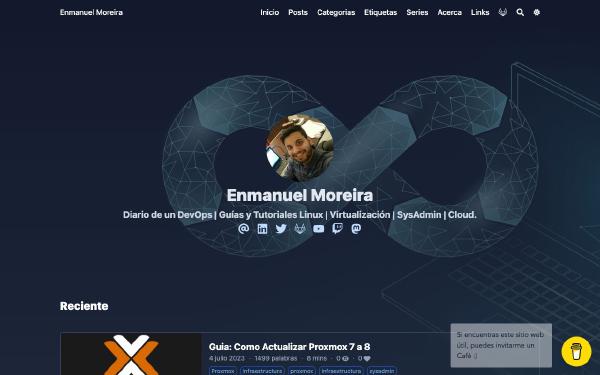 Enmanuel Moreira
Inicio Posts Categorias Etiquetas Series Acerca Links
Enmanuel Moreira
Diario de un DevOps | Guías y Tutoriales Linux | Virtualización | SysAdmin | Cloud.
Reciente
Guia: Como Actualizar Proxmox 7 a 8
4 julio 2023 · 1499 palabras · 8 mins · 0 · 0
Proxmox infraestructura proxmox infraestructura sysadmin
Si encuentras este sitio web
útil, puedes invitarme un
Café :)